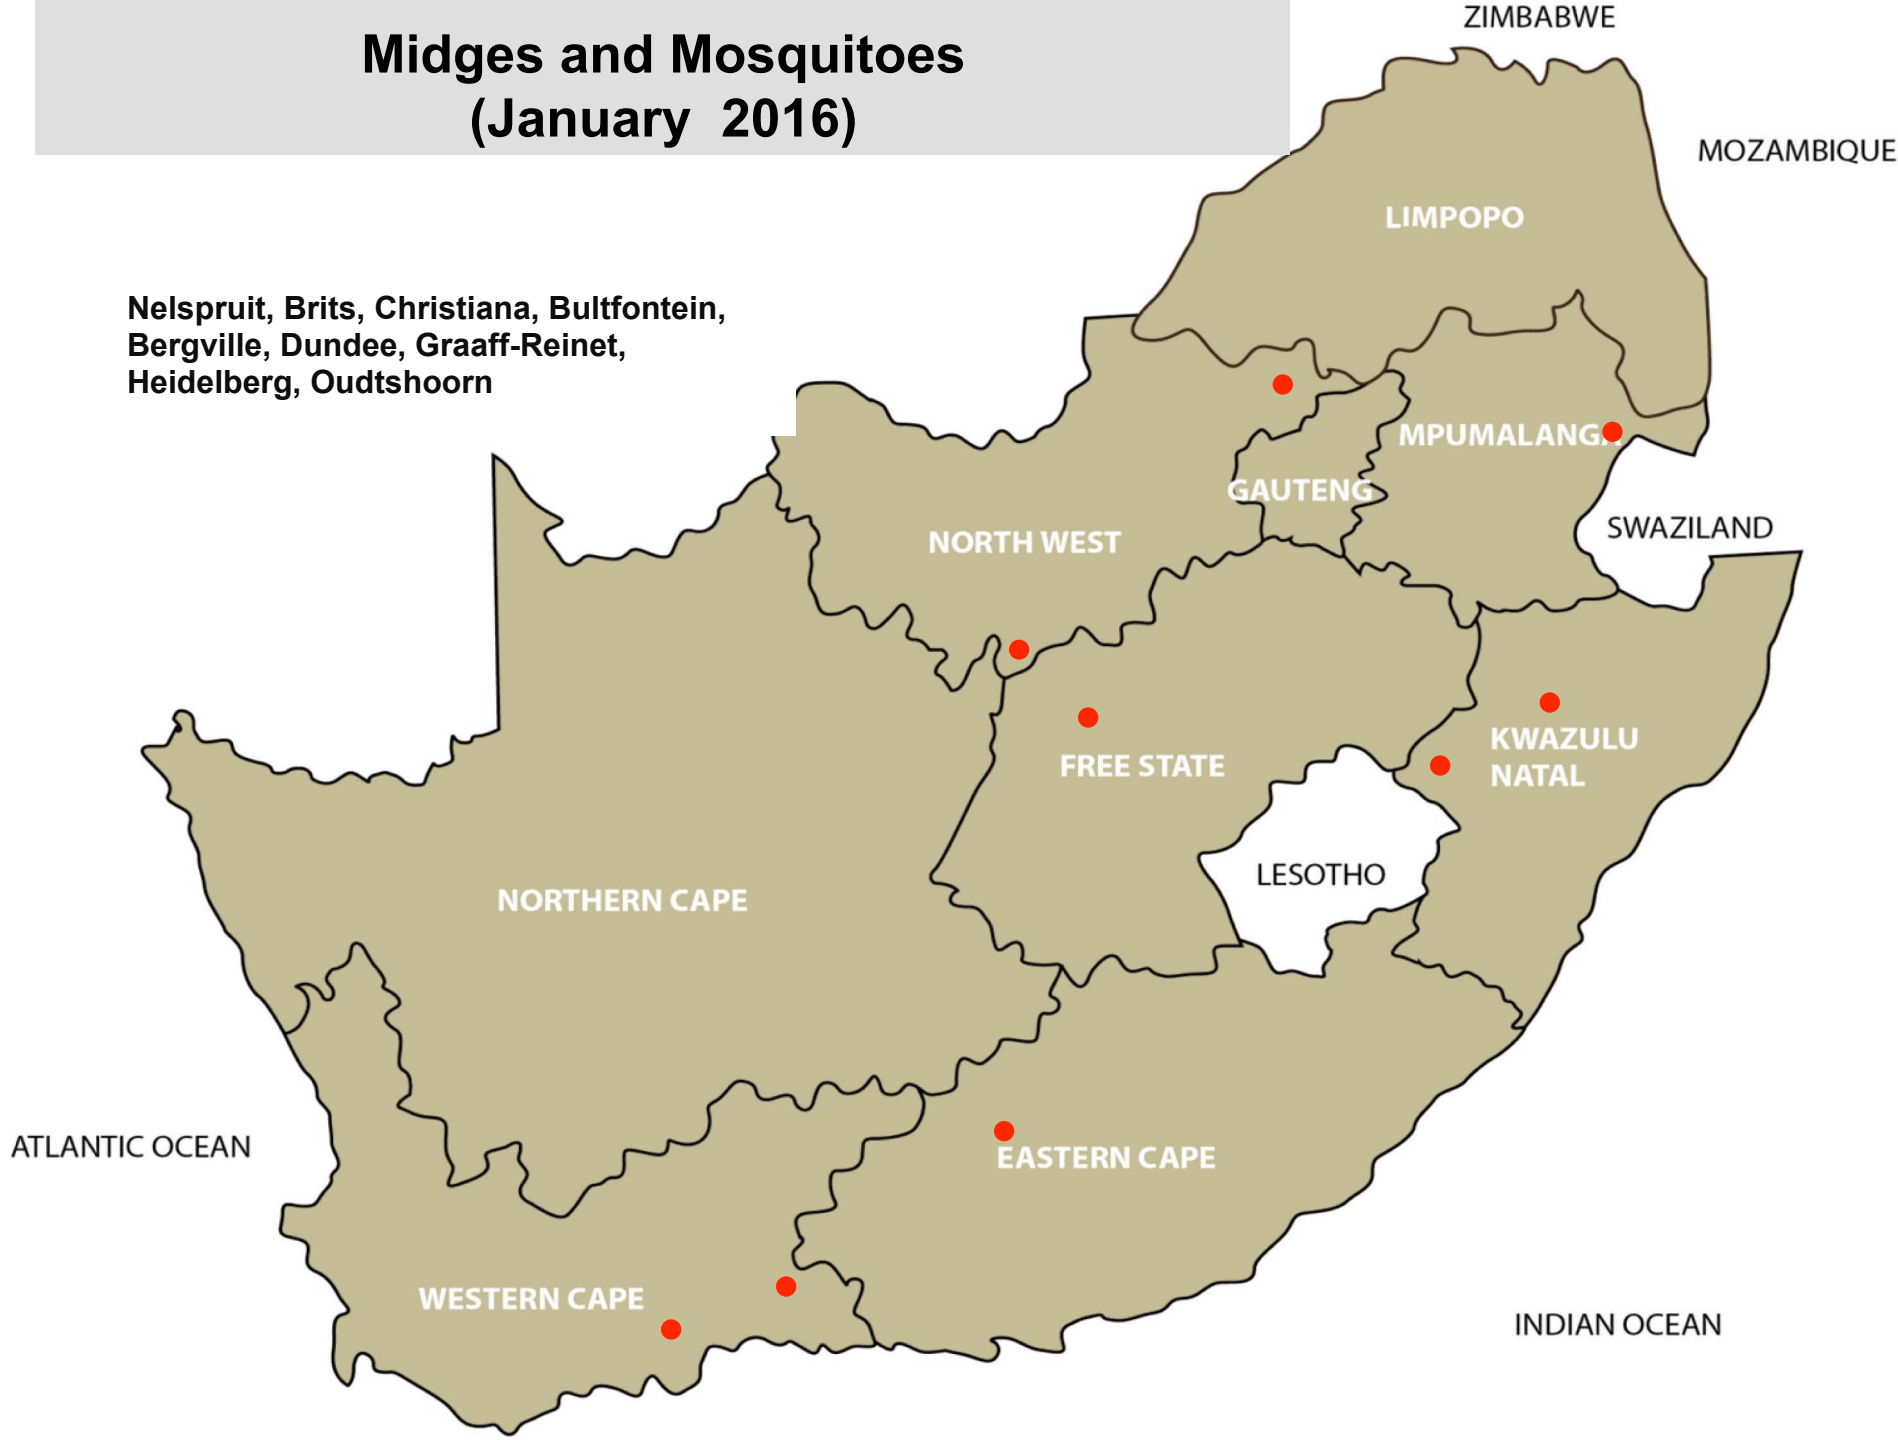 Midges and Mosquitoes
(January 2016)
ZIMBABWE
MOZAMBIQUE
LIMPOPO
Nelspruit, Brits, Christiana, Bultfontein,
Bergville, Dundee, Graaff-Reinet,
Heidelberg, Oudtshoorn
MPUMALANGA
GAUTENG
SWAZILAND
NORTH WEST
KWAZULU
NATAL
FREE STATE
LESOTHO
NORTHERN CAPE
ATLANTIC OCEAN
EASTERN CAPE
WESTERN CAPE
INDIAN OCEAN